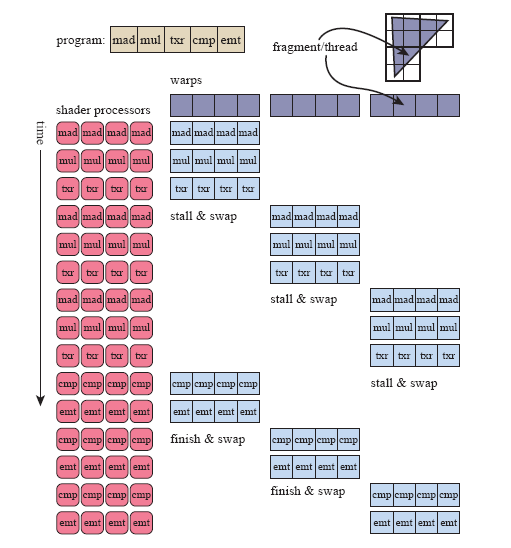 program: mad mul txr cmp emt
fragment/thread
warps
shader processors
time
mad mad mad mad mad mad mad mad
mul mul mul mul mul mul mul mul
txr txr txr txr txr txr txr txr
mad mad mad mad stall & swap mad mad mad mad
mul mul mul mul mul mul mul mul
txr txr txr txr txr txr txr txr
mad mad mad mad stall & swap mad mad mad mad
mul mul mul mul mul mul mul mul
txr txr txr txr txr txr txr txr
cmp cmp cmp cmp cmp cmp cmp cmp stall & swap
emt emt emt emt emt emt emt emt
cmp cmp cmp cmp finish & swap cmp cmp cmp cmp
emt emt emt emt emt emt emt emt
cmp cmp cmp cmp finish & swap cmp cmp cmp cmp
emt emt emt emt emt emt emt emt